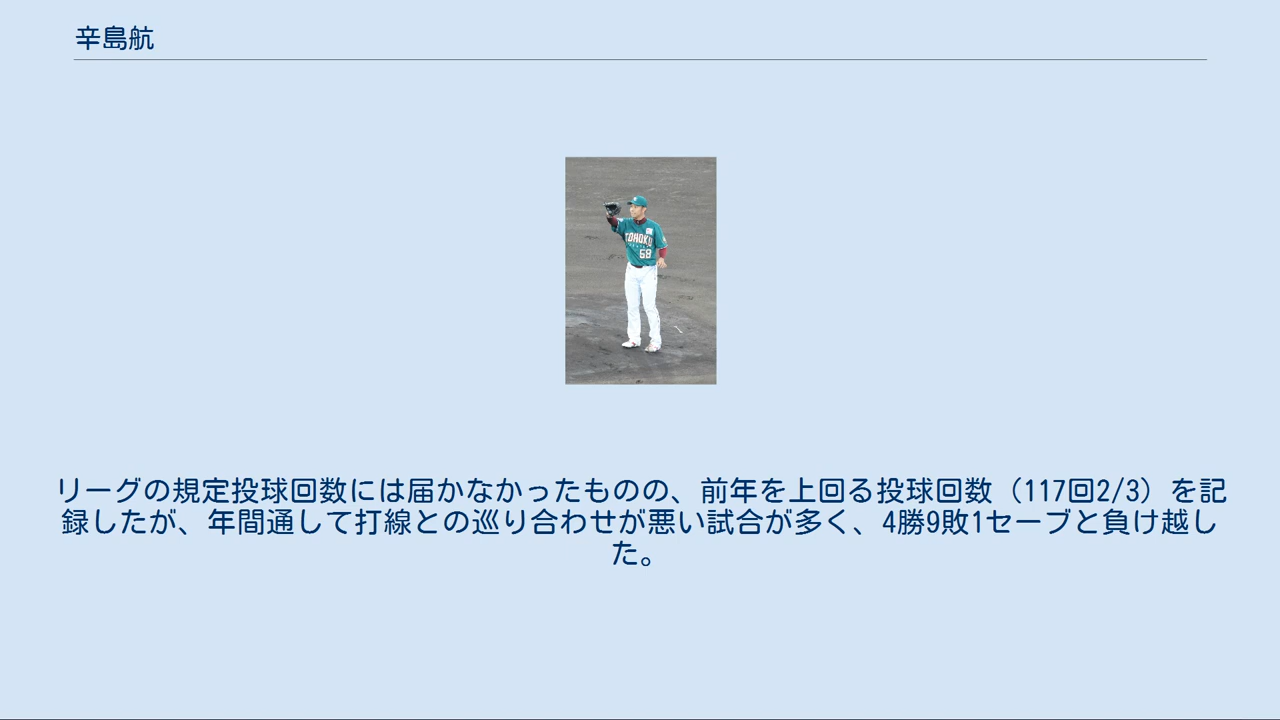 辛島航
TOHOKU
58
リーグの規定投球回数には届かなかったものの、前年を上回る投球回数（117回2/3）を記
録したが、年間通して打線との巡り合わせが悪い試合が多く、4勝9敗1セーブと負け越し
た。